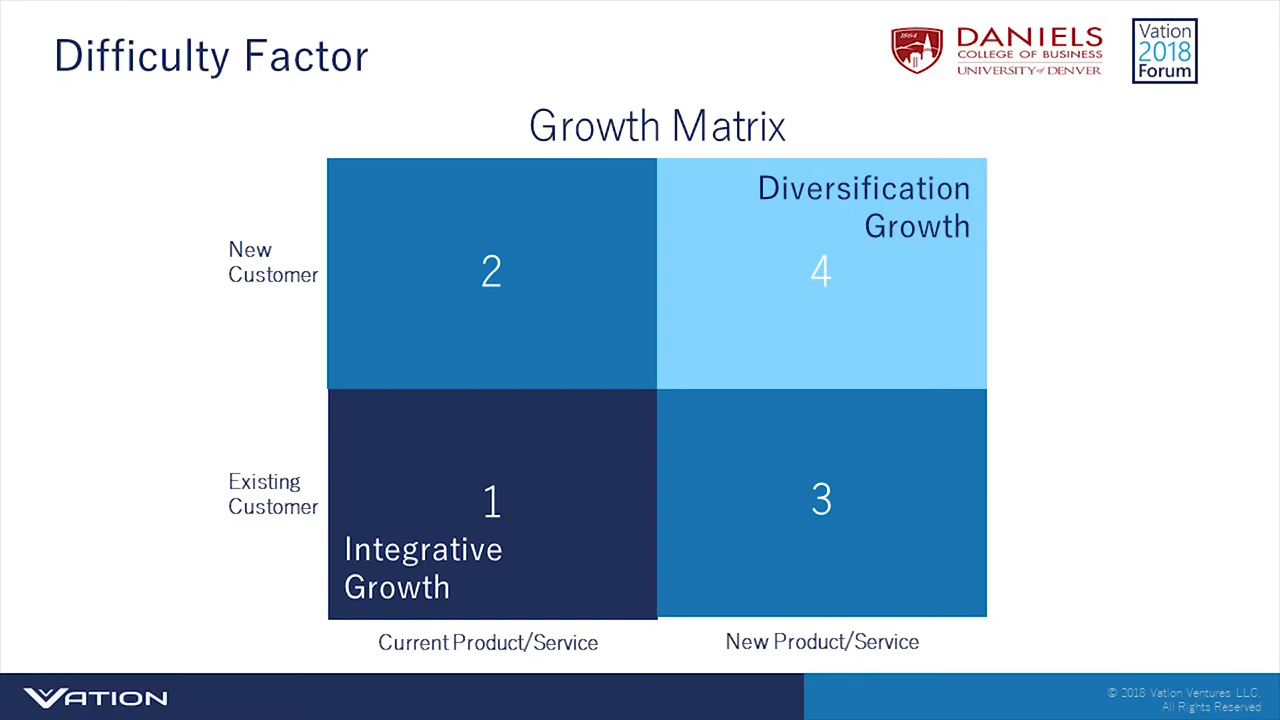 Difficulty Factor
1864
DANIELS
COLLEGE OF BUSINESS
UNIVERSITY of DENVER
Vation
2018
Forum
Growth Matrix
Diversification
Growth
New
Customer
2
4
Existing
Customer
1
3
Integrative
Growth
Current Product/Service
New Product/Service
VATION
© 2018 Vation Ventures LLC.
All Rights Reserved